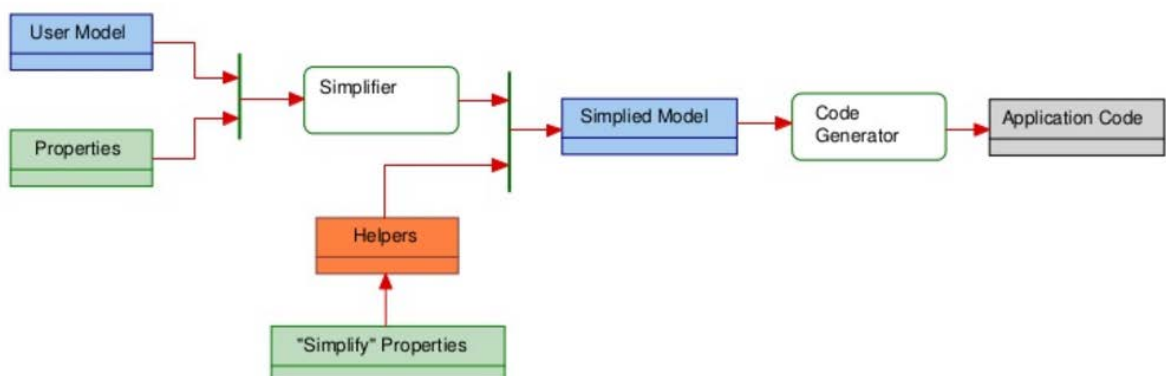 User Model
Simplifier
Simplied Model
Code
Generator
Application Code
Properties
Helpers
"Simplify" Properties